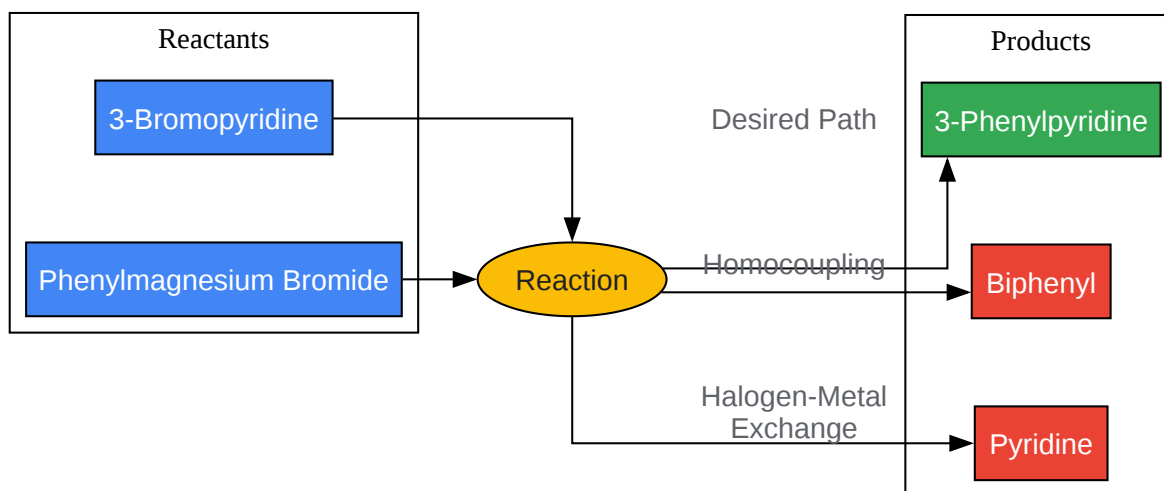 Reactants
Products
3-Bromopyridine
Desired Path
3-Phenylpyridine
Phenylmagnesium Bromide
Reaction
Homocoupling
Biphenyl
Halogen-Metal
Exchange
Pyridine